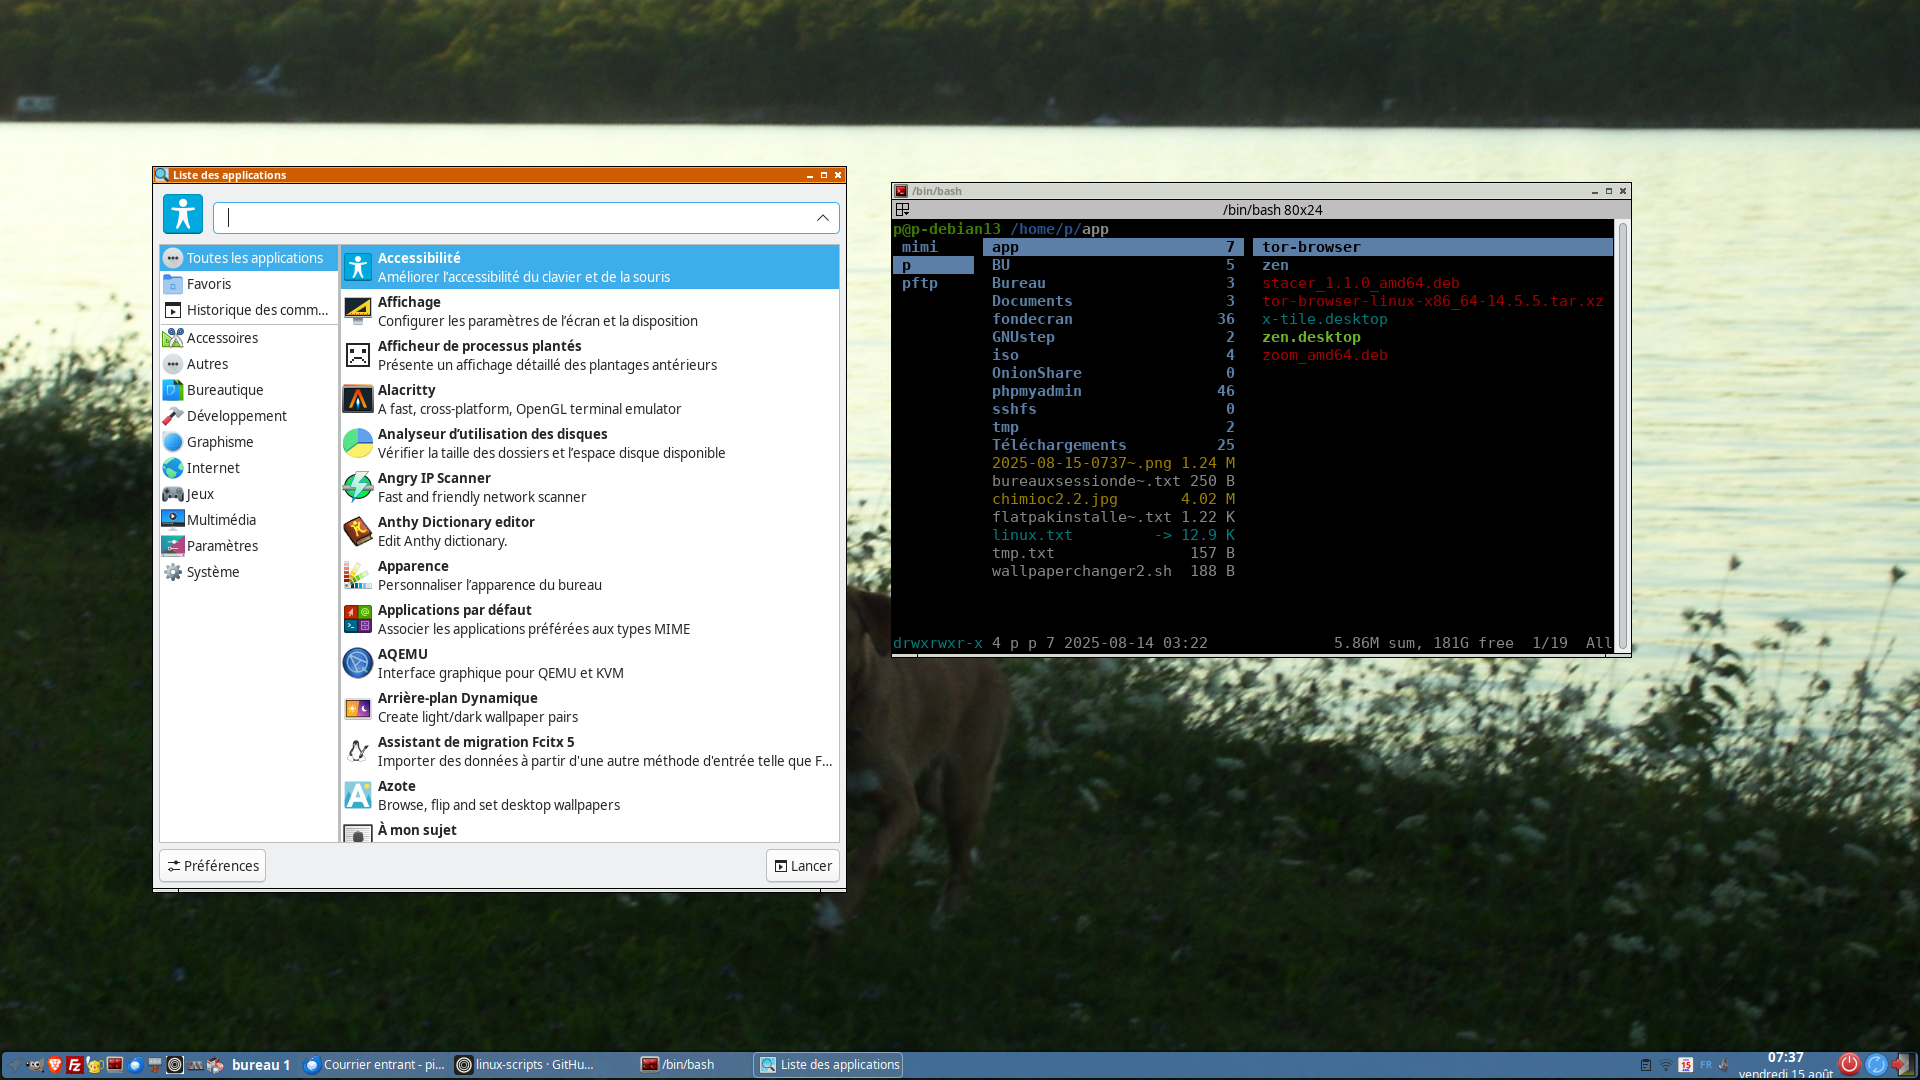 Liste des applications
Toutes les applications
Favoris
Historique des comm...
Accessoires
Autres
Bureautique
Développement
Graphisme
Internet
Jeux
Multimédia
Paramètres
Système
Accessibilité
Améliorer l’accessibilité du clavier et de la souris
Affichage
Configurer les paramètres de l’écran et la disposition
Afficheur de processus plantés
Présente un affichage détaillé des plantages antérieurs
Alacritty
A fast, cross-platform, OpenGL terminal emulator
Analyseur d’utilisation des disques
Vérifier la taille des dossiers et l’espace disque disponible
Angry IP Scanner
Fast and friendly network scanner
Anthy Dictionary editor
Edit Anthy dictionary.
Apparence
Personnaliser l’apparence du bureau
Applications par défaut
Associer les applications préférées aux types MIME
AQEMU
Interface graphique pour QEMU et KVM
Arrière-plan Dynamique
Create light/dark wallpaper pairs
Assistant de migration Fcitx 5
Importer des données à partir d'une autre méthode d'entrée telle que F...
Azote
Browse, flip and set desktop wallpapers
À mon sujet
Préférences
Lancer
/bin/bash
/bin/bash 80x24
p@p-debian13 /home/p/app
mimi
p
pftp
app 7
BU 5
Bureau 3
Documents 3
fondecran 36
GNUstep 2
iso 4
OnionShare 0
phpmyadmin 46
sshfs 0
tmp 2
Téléchargements 25
2025-08-15-0737~.png 1.24 M
bureauxsessionde~.txt 250 B
chimioc2.2.jpg 4.02 M
flatpakinstalle~.txt 1.22 K
linux.txt -> 12.9 K
tmp.txt 157 B
wallpaperchanger2.sh 188 B
tor-browser
zen
stacer_1.1.0_amd64.deb
tor-browser-linux-x86_64-14.5.5.tar.xz
x-tile.desktop
zen.desktop
zoom_amd64.deb
drwxrwxr-x 4 p p 7 2025-08-14 03:22 5.86M sum, 181G free 1/19 All
bureau 1
Courrier entrant - pi...
linux-scripts · GitHu...
/bin/bash
Liste des applications
15
FR
07:37
vendredi 15 août